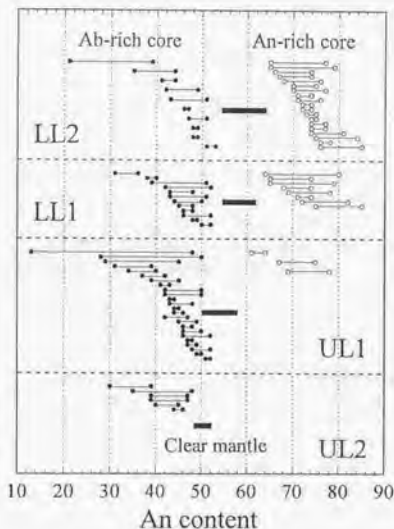 Ab-rich core An-rich core
LL2
LL1
UL1
Clear mantle
UL2
10 20 30 40 50 60 70 80 90
An content